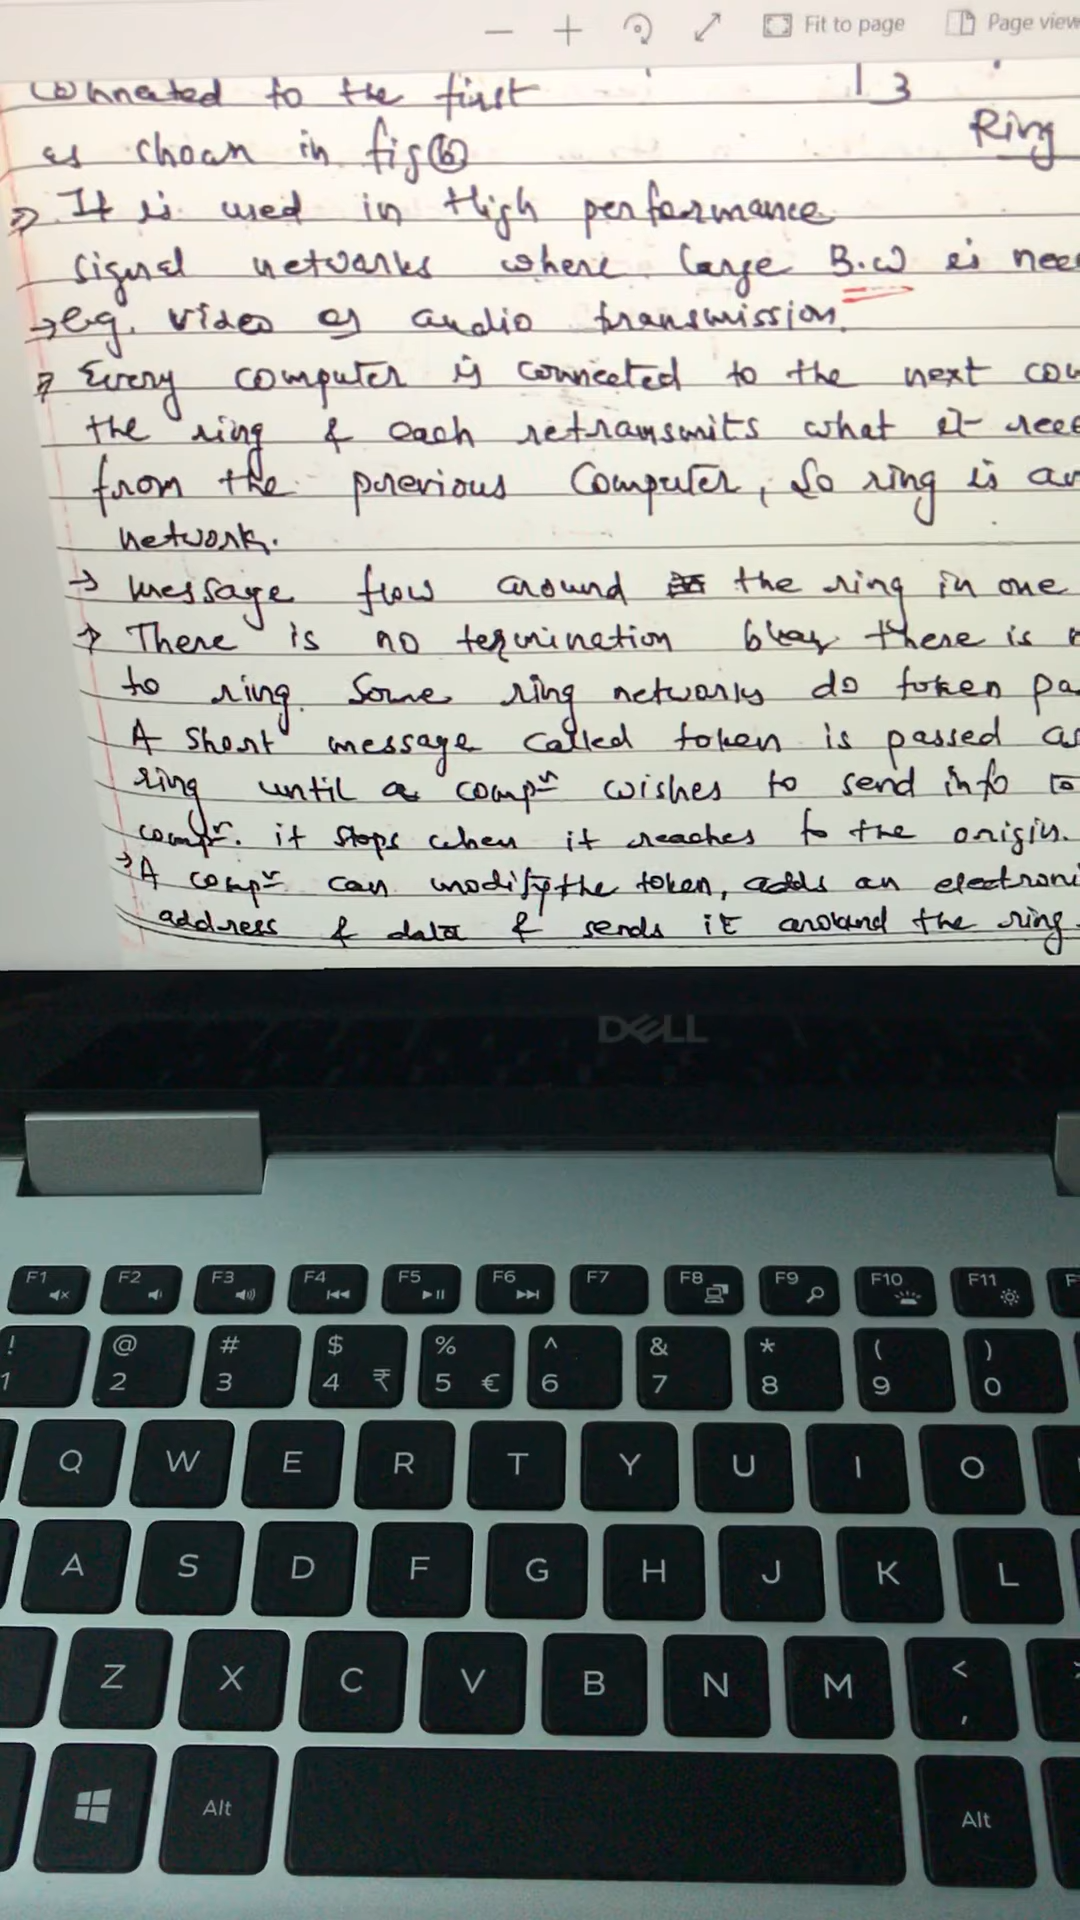 Fit to page Page view
connected to the first 1 3
Ring
as shoan in fig(b)
⇒ It is used in High performance
signal networks where large B.W is nee
→ eg. video or audio transmission.
⇒ Every computer is connected to the next com
the ring & each retransmits what it rece
from the previous Computer, So ring is an
network.
→ message flow around the ring in one
→ There is no termination bcoz there is n
to ring. Some ring networks do token pa
A short message called token is passed a
ring until a compr wishes to send info to
compr. it stops when it reaches to the origin.
→ A compr can modify the token, adds an electroni
address & data & sends it around the ring.
DELL
F1 F2 F3 F4 F5 F6 F7 F8 F9 F10 F11 F
! @ # $ % ^ & * ( )
1 2 3 4 ₹ 5 € 6 7 8 9 0
Q W E R T Y U I O
A S D F G H J K L
Z X C V B N M < ,
Alt Alt